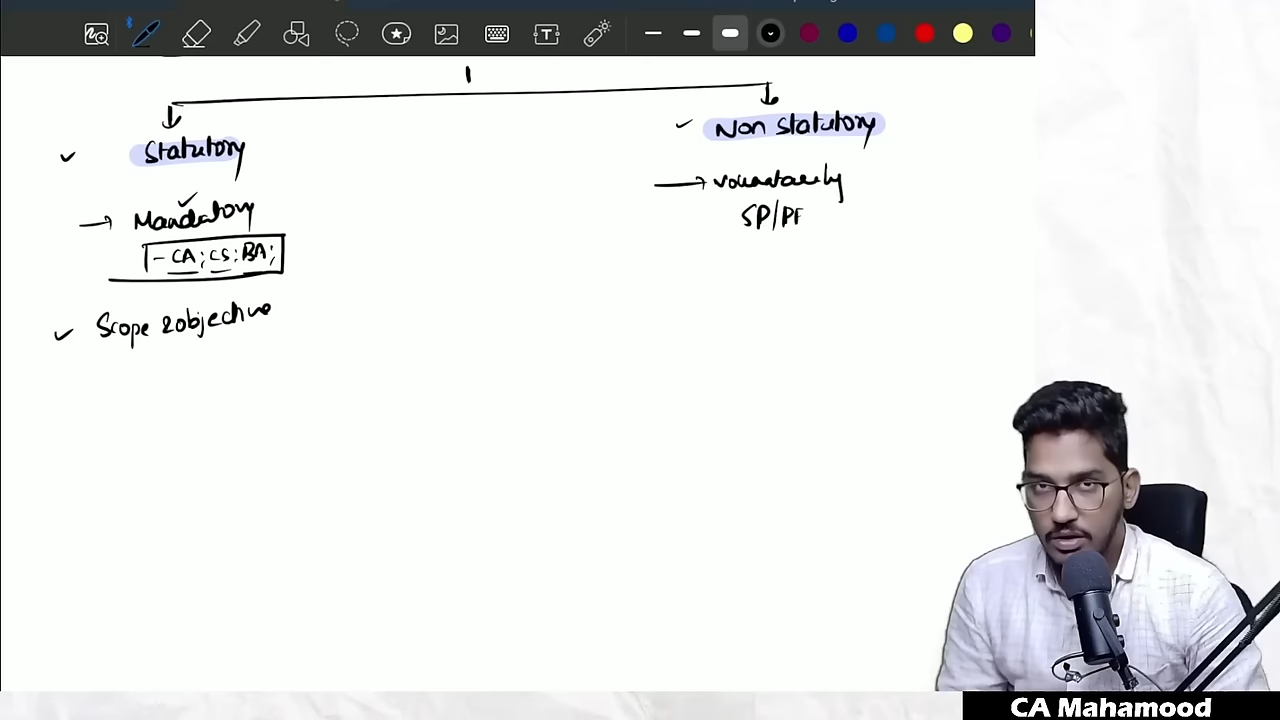 Statutory
Non Statutory
→ Mandatory
→ voluntarily
SP/PF
- CA; CS; BA;
Scope & objective
CA Mahamood